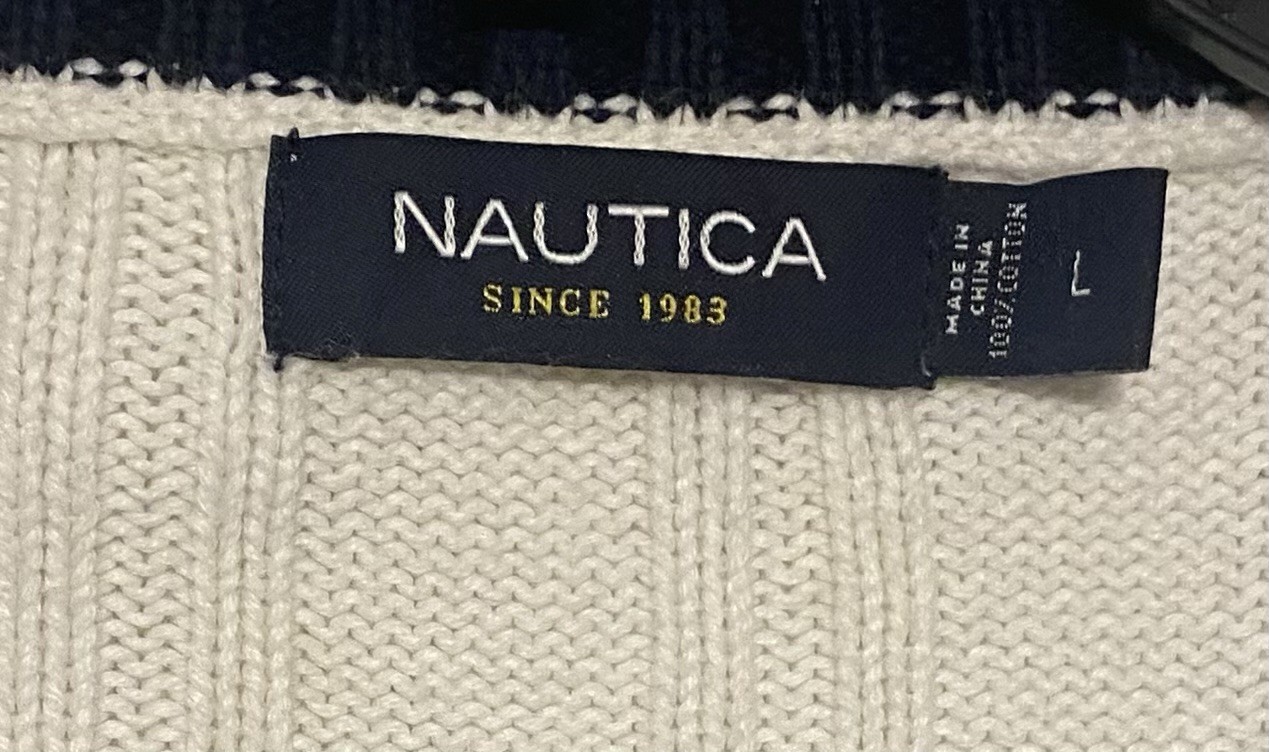 NAUTICA
SINCE 1983
MADE IN
CHINA
100% COTTON
L